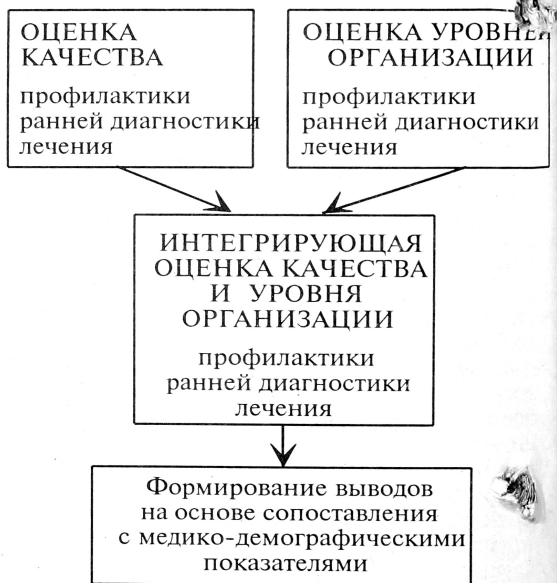 ОЦЕНКА
КАЧЕСТВА
профилактики
ранней диагностики
лечения
ОЦЕНКА УРОВНЕЙ
ОРГАНИЗАЦИИ
профилактики
ранней диагностики
лечения
ИНТЕГРИРУЮЩАЯ
ОЦЕНКА КАЧЕСТВА
И УРОВНЯ
ОРГАНИЗАЦИИ
профилактики
ранней диагностики
лечения
Формирование выводов
на основе сопоставления
с медико-демографическими
показателями